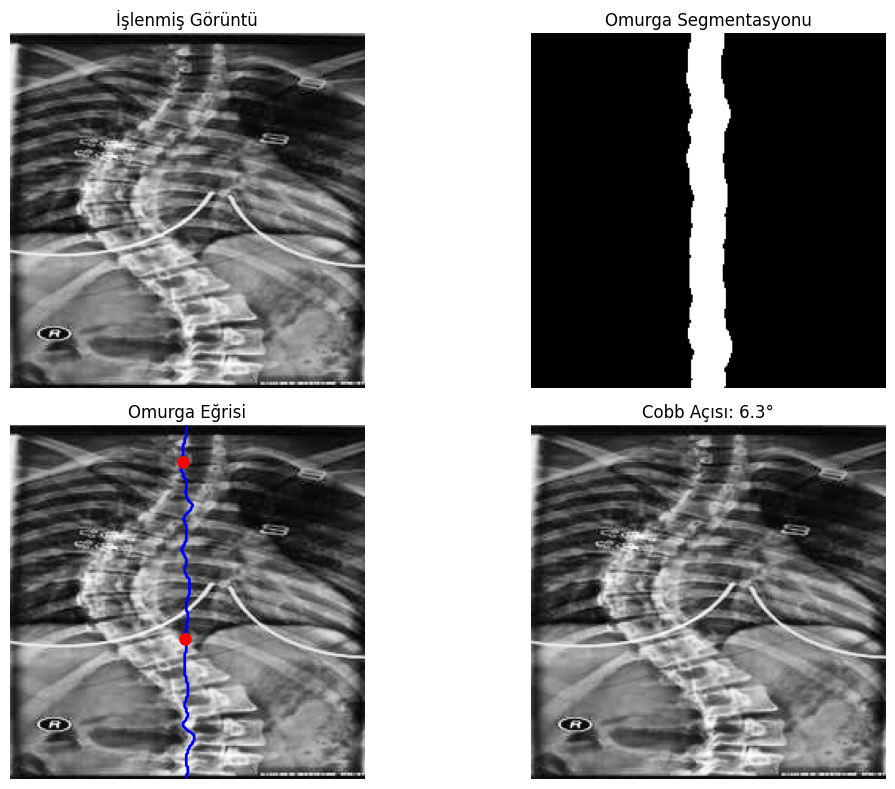 İşlenmiş Görüntü
Omurga Segmentasyonu
R
Omurga Eğrisi
Cobb Açısı: 6.3°
R
R